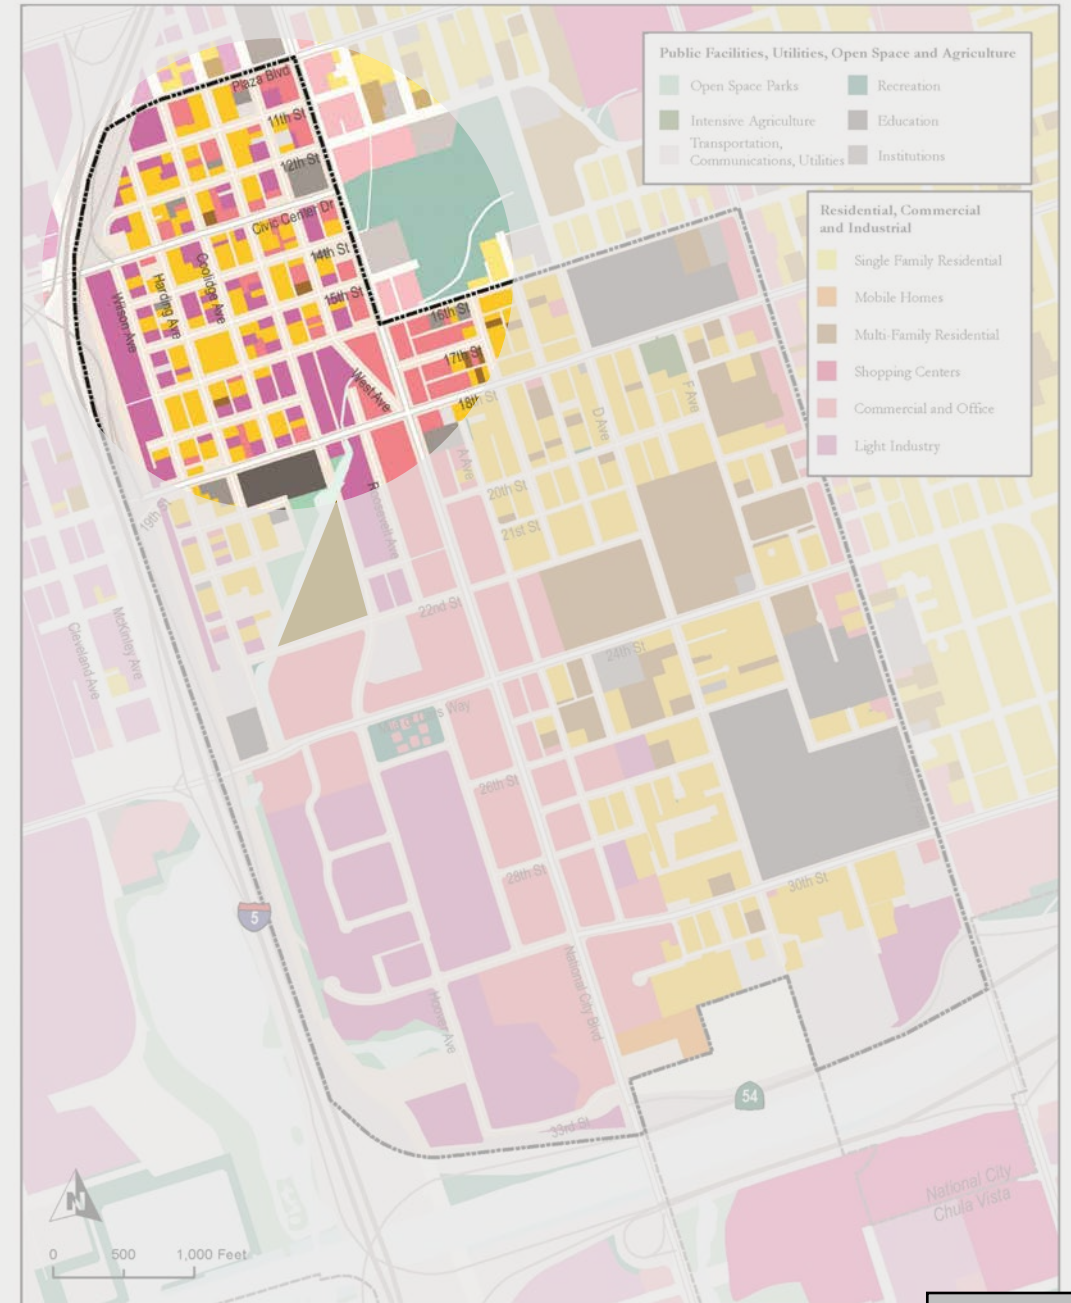 Public Facilities, Utilities, Open Space and Agriculture
Open Space Parks
Recreation
Intensive Agriculture
Education
Transportation,
Communications, Utilities
Institutions
Residential, Commercial
and Industrial
Single Family Residential
Mobile Homes
Multi-Family Residential
Shopping Centers
Commercial and Office
Light Industry
Plaza Blvd
11th St
12th St
Civic Center Dr
14th St
15th St
16th St
17th St
18th St
Wilson Ave
Harding Ave
Coolidge Ave
West Ave
Roosevelt Ave
A Ave
D Ave
F Ave
19th St
20th St
21st St
22nd St
24th St
s Way
26th St
28th St
30th St
33rd St
McKinley Ave
Cleveland Ave
Hoover Ave
National City Blvd
5
54
National City
Chula Vista
N
0 500 1,000 Feet